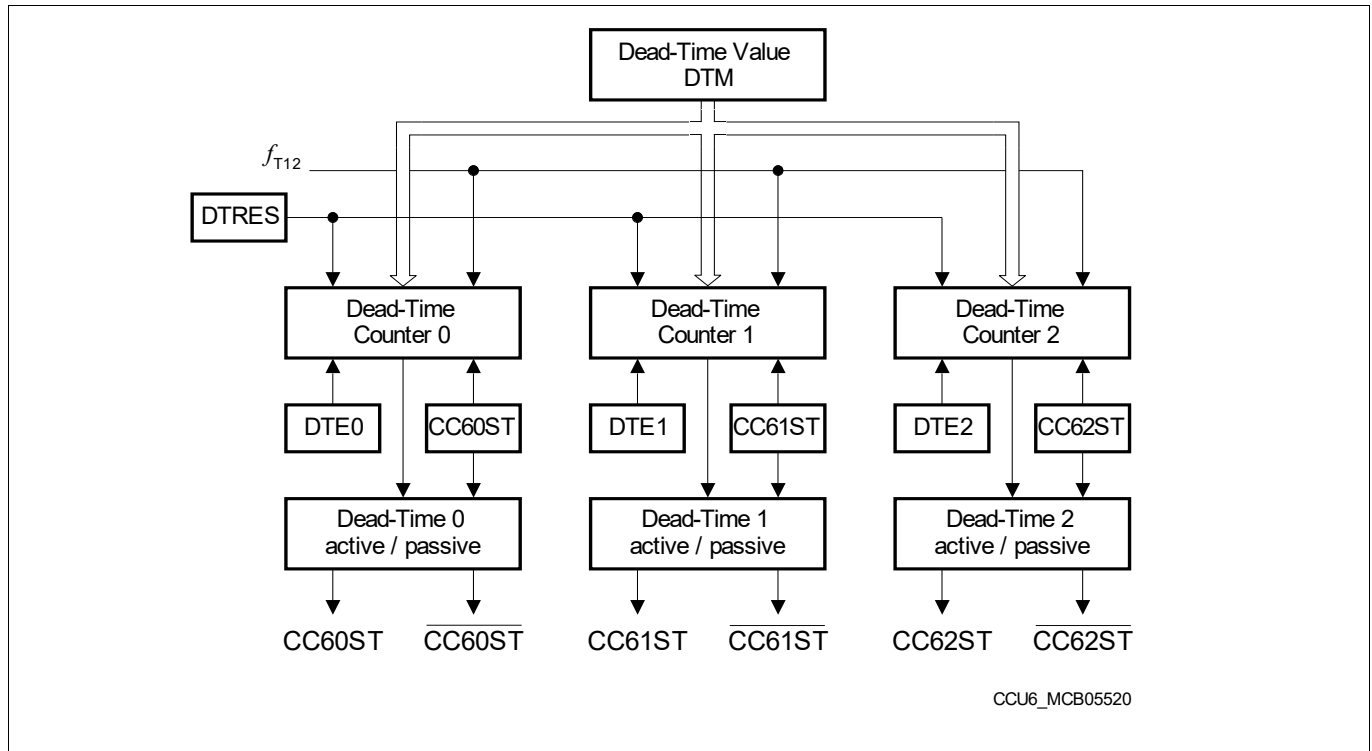 Dead-Time Value
DTM
fT12
DTRES
Dead-Time
Counter 0
Dead-Time
Counter 1
Dead-Time
Counter 2
DTE0
CC60ST
DTE1
CC61ST
DTE2
CC62ST
Dead-Time 0
active / passive
Dead-Time 1
active / passive
Dead-Time 2
active / passive
CC60ST
CC60ST
CC61ST
CC61ST
CC62ST
CC62ST
CCU6_MCB05520